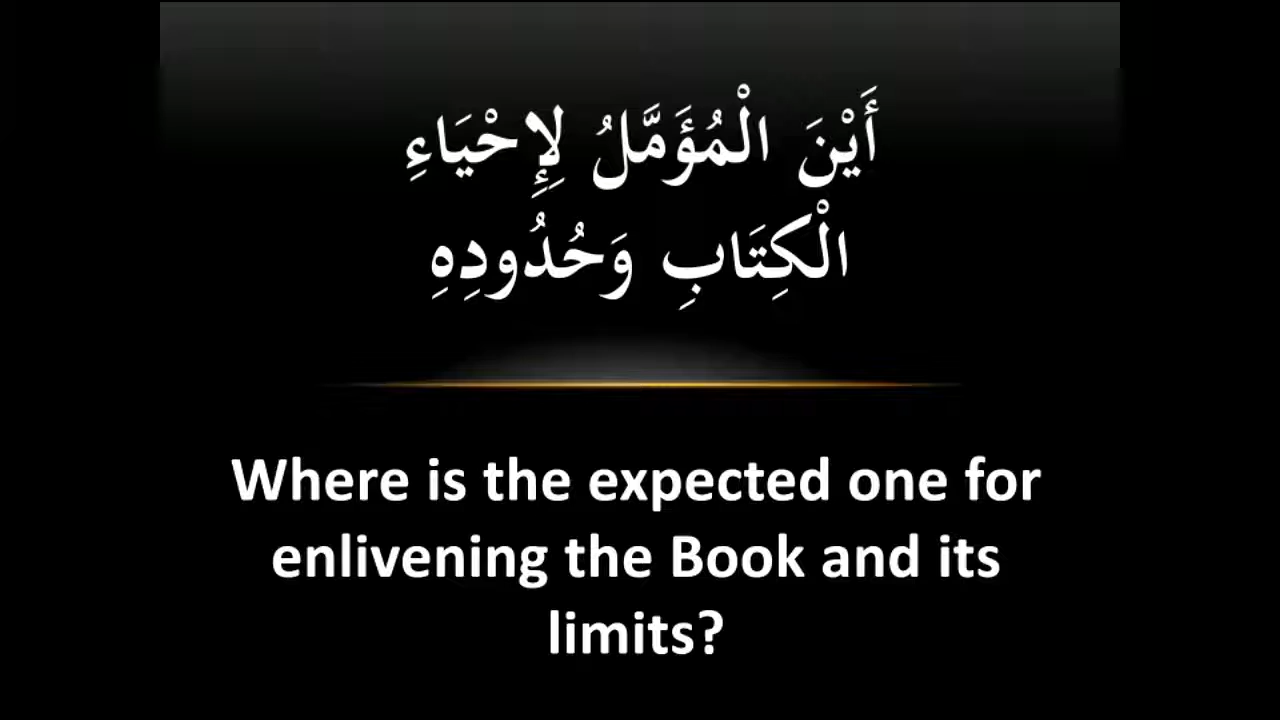 أَيْنَ الْمُؤَمَّلُ لِإِحْيَاءِ
الْكِتَابِ وَحُدُودِهِ
Where is the expected one for
enlivening the Book and its
limits?